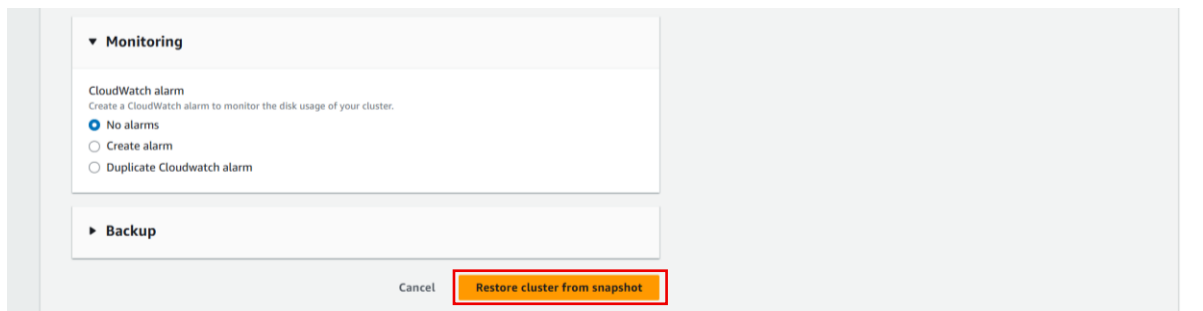 Monitoring
CloudWatch alarm
Create a CloudWatch alarm to monitor the disk usage of your cluster.
No alarms
Create alarm
Duplicate Cloudwatch alarm
Backup
Cancel Restore cluster from snapshot